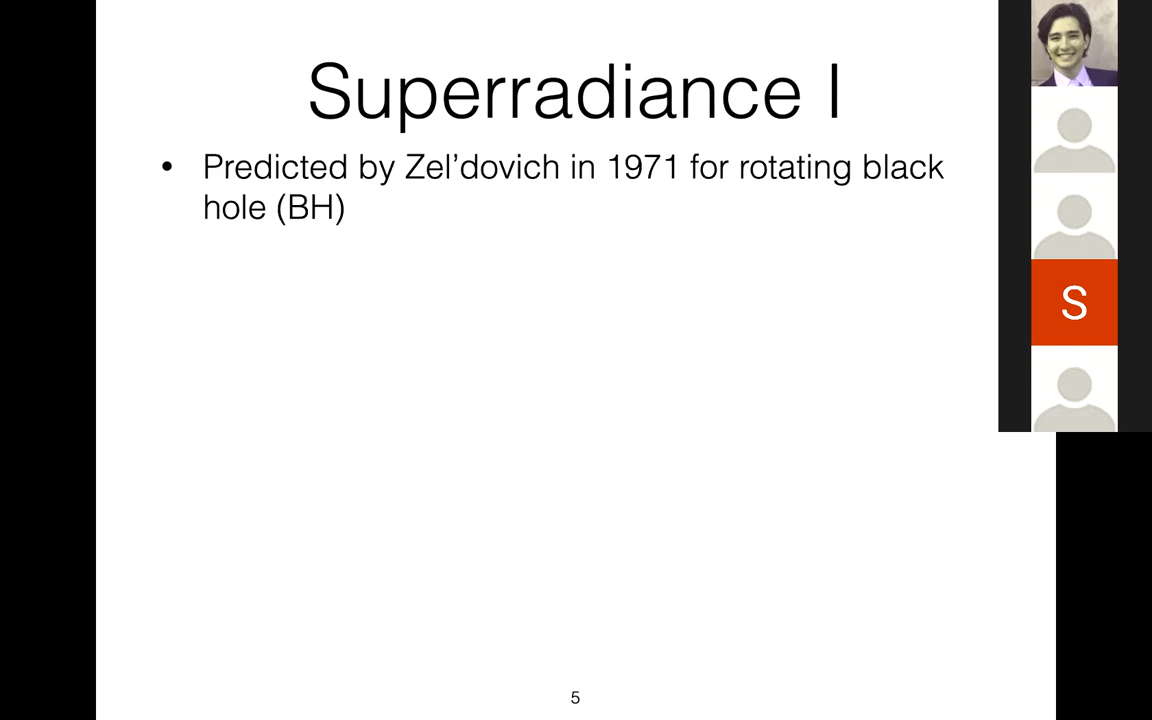 Superradiance I
• Predicted by Zel’dovich in 1971 for rotating black
hole (BH)
S
5